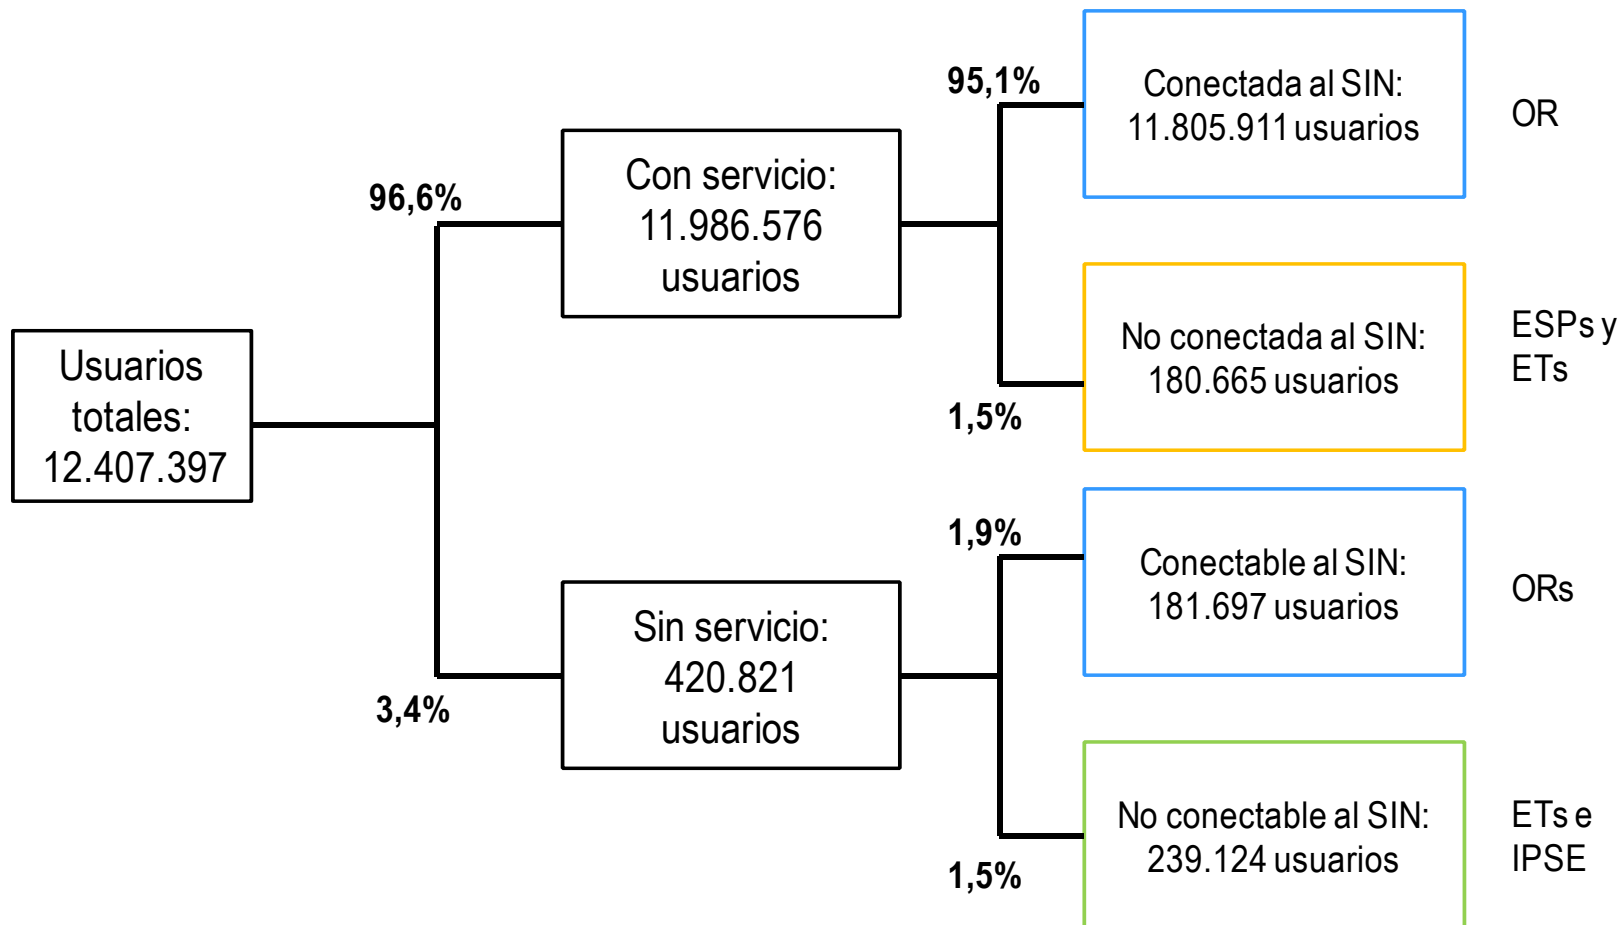 Usuarios
totales:
12.407.397
96,6%
3,4%
Con servicio:
11.986.576
usuarios
Sin servicio:
420.821
usuarios
95,1%
1,5%
1,9%
1,5%
Conectada al SIN:
11.805.911 usuarios
OR
No conectada al SIN:
180.665 usuarios
ESPs y
ETs
Conectable al SIN:
181.697 usuarios
ORs
No conectable al SIN:
239.124 usuarios
ETs e
IPSE